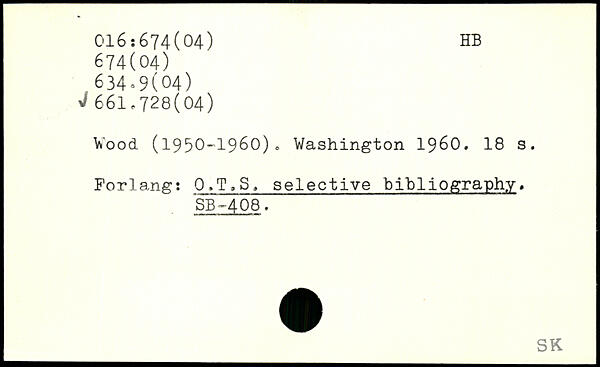 016:674(04) HB
674(04)
634.9(04)
✓ 661.728(04)
Wood (1950-1960). Washington 1960. 18 s.
Forlang: O.T.S. selective bibliography.
SB-408.
SK